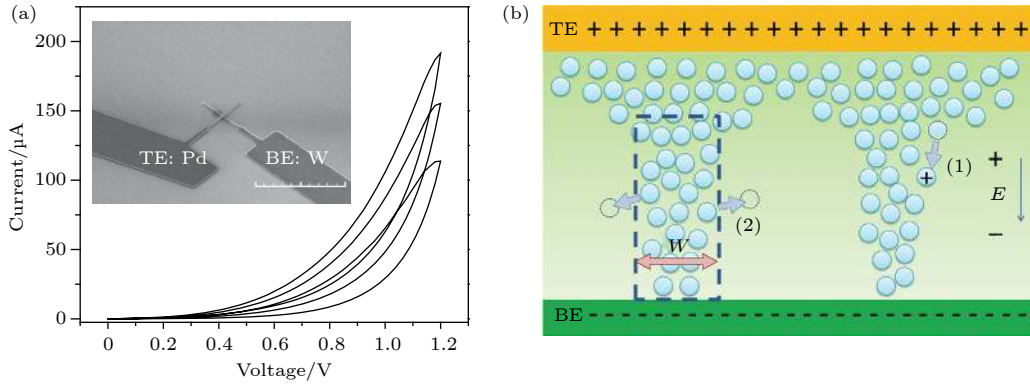 (a)
200
150
100
50
0
Current/μA
0
0.2
0.4
0.6
0.8
1.0
1.2
Voltage/V
TE: Pd
BE: W
(b)
TE + + + + + + + + + + + + + + + + + +
(1)
+
+
E
−
(2)
W
BE - - - - - - - - - - - - - - - - - - - - - - - -